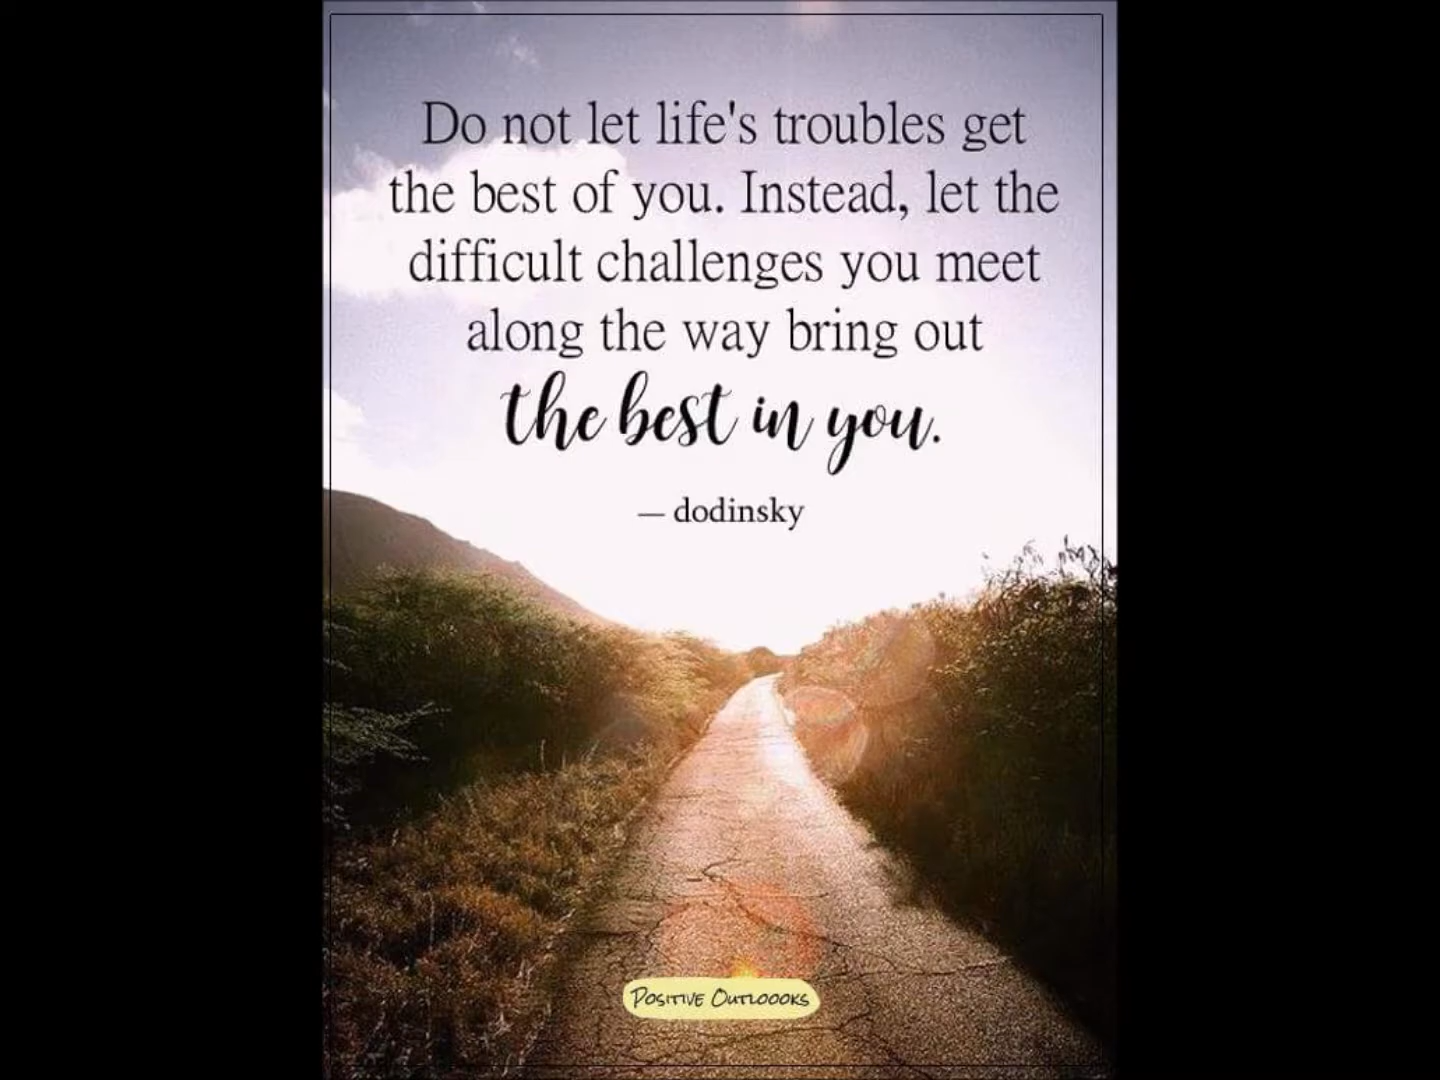 Do not let life's troubles get
the best of you. Instead, let the
difficult challenges you meet
along the way bring out
the best in you.
— dodinsky
POSITIVE OUTLOOOKS